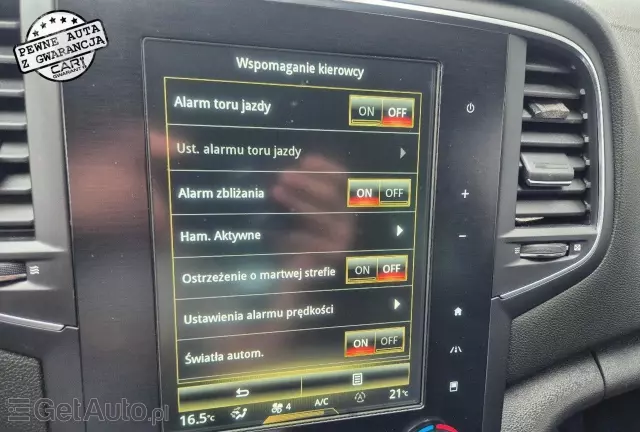 PEWNE AUTA
Z GWARANCJĄ
CAR1
GWARANT
Wspomaganie kierowcy
Alarm toru jazdy ON OFF
Ust. alarmu toru jazdy
Alarm zbliżania ON OFF
Ham. Aktywne
Ostrzeżenie o martwej strefie ON OFF
Ustawienia alarmu prędkości
Światła autom. ON OFF
16.5°C 4 A/C A 21°C
GetAuto.pl